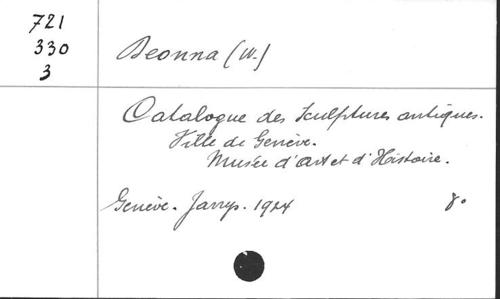 721
330
3
Deonna (W.)
Catalogue des Sculptures antiques.
Ville de Genève.
Musée d'Art et d'Histoire.
Genève. Jarrys. 1924 8°